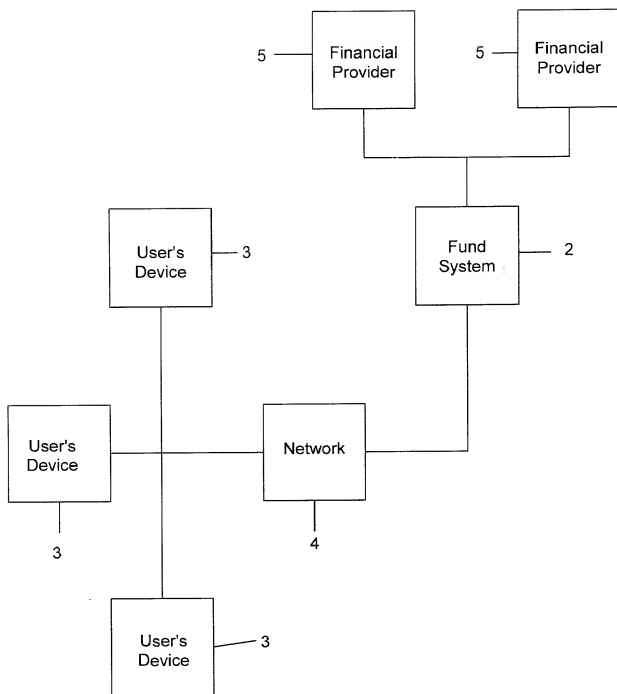 5
Financial
Provider
5
Financial
Provider
User's
Device
3
Fund
System
2
User's
Device
3
Network
4
User's
Device
3